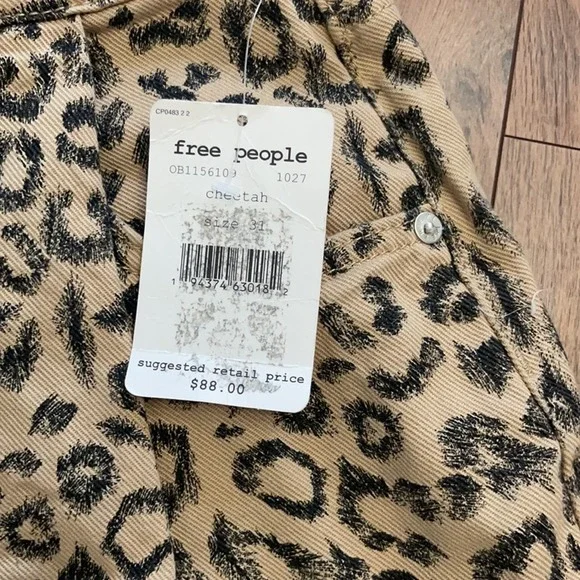 CP0483 2 2
free people
OB1156109 1027
cheetah
size 31
1 94374 63018 2
suggested retail price
$88.00